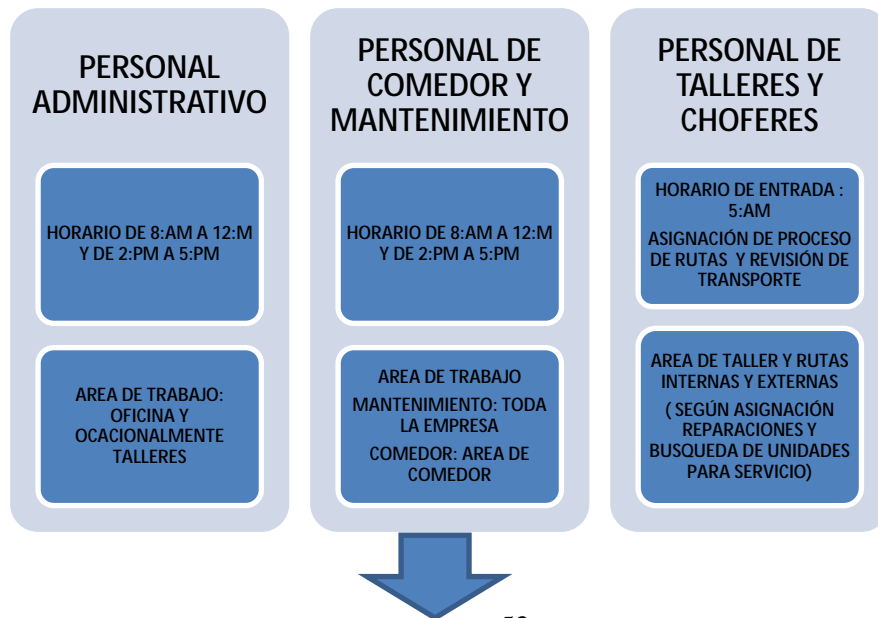 PERSONAL
ADMINISTRATIVO
HORARIO DE 8:AM A 12:M
Y DE 2:PM A 5:PM
AREA DE TRABAJO:
OFICINA Y
OCACIONALMENTE
TALLERES
PERSONAL DE
COMEDOR Y
MANTENIMIENTO
HORARIO DE 8:AM A 12:M
Y DE 2:PM A 5:PM
AREA DE TRABAJO
MANTENIMIENTO: TODA
LA EMPRESA
COMEDOR: AREA DE
COMEDOR
PERSONAL DE
TALLERES Y
CHOFERES
HORARIO DE ENTRADA :
5:AM
ASIGNACIÓN DE PROCESO
DE RUTAS Y REVISIÓN DE
TRANSPORTE
AREA DE TALLER Y RUTAS
INTERNAS Y EXTERNAS
( SEGÚN ASIGNACIÓN
REPARACIONES Y
BUSQUEDA DE UNIDADES
PARA SERVICIO)